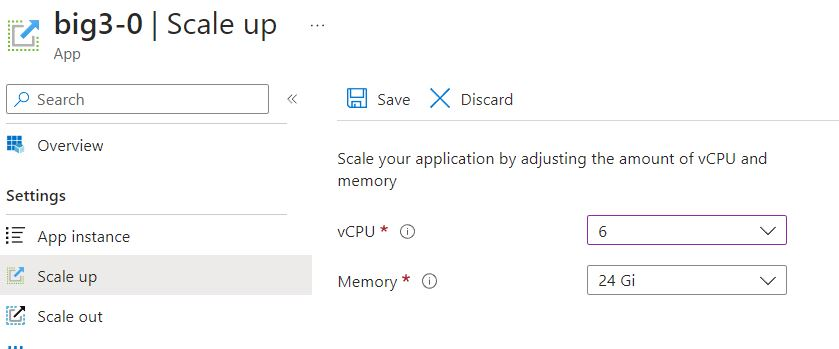 big3-0 | Scale up ...
App
Search «
Save Discard
Overview
Scale your application by adjusting the amount of vCPU and
memory
Settings
vCPU * 6
App instance
Memory * 24 Gi
Scale up
Scale out